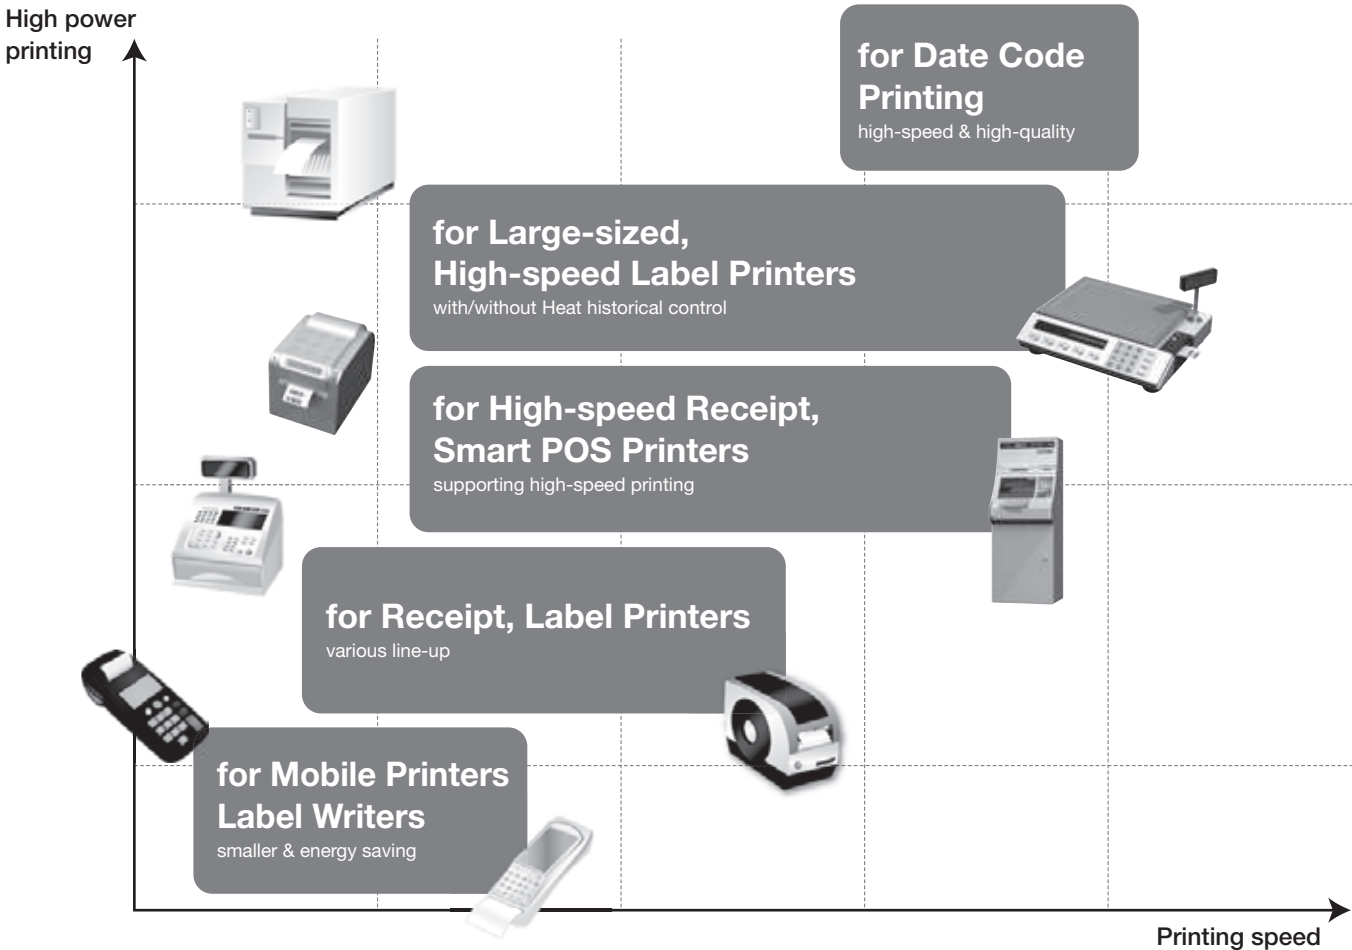 High power
printing
for Date Code
Printing
high-speed & high-quality
for Large-sized,
High-speed Label Printers
with/without Heat historical control
for High-speed Receipt,
Smart POS Printers
supporting high-speed printing
for Receipt, Label Printers
various line-up
for Mobile Printers
Label Writers
smaller & energy saving
Printing speed